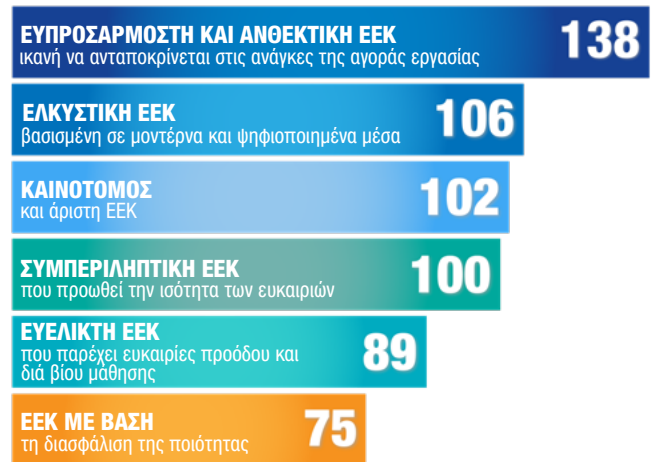 ΕΥΠΡΟΣΑΡΜΟΣΤΗ ΚΑΙ ΑΝΘΕΚΤΙΚΗ ΕΕΚ
ικανή να ανταποκρίνεται στις ανάγκες της αγοράς εργασίας
138
ΕΛΚΥΣΤΙΚΗ ΕΕΚ
βασισμένη σε μοντέρνα και ψηφιοποιημένα μέσα
106
ΚΑΙΝΟΤΟΜΟΣ
και άριστη ΕΕΚ
102
ΣΥΜΠΕΡΙΛΗΠΤΙΚΗ ΕΕΚ
που προωθεί την ισότητα των ευκαιριών
100
ΕΥΕΛΙΚΤΗ ΕΕΚ
που παρέχει ευκαιρίες προόδου και
διά βίου μάθησης
89
ΕΕΚ ΜΕ ΒΑΣΗ
τη διασφάλιση της ποιότητας
75